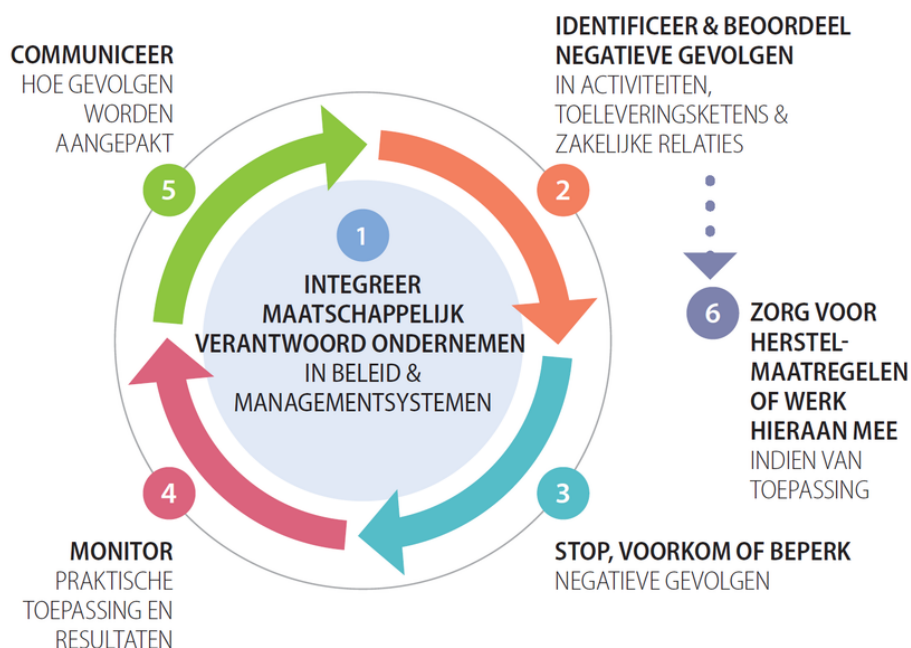 1
INTEGREER
MAATSCHAPPELIJK
VERANTWOORD ONDERNEMEN
IN BELEID &
MANAGEMENTSYSTEMEN
IDENTIFICEER & BEOORDEEL
NEGATIEVE GEVOLGEN
IN ACTIVITEITEN,
TOELEVERINGSKETENS &
ZAKELIJKE RELATIES
2
3
STOP, VOORKOM OF BEPERK
NEGATIEVE GEVOLGEN
4
MONITOR
PRAKTISCHE
TOEPASSING EN
RESULTATEN
COMMUNICEER
HOE GEVOLGEN
WORDEN
AANGEPAKT
5
6
ZORG VOOR
HERSTEL-
MAATREGELEN
OF WERK
HIERAAN MEE
INDIEN VAN
TOEPASSING